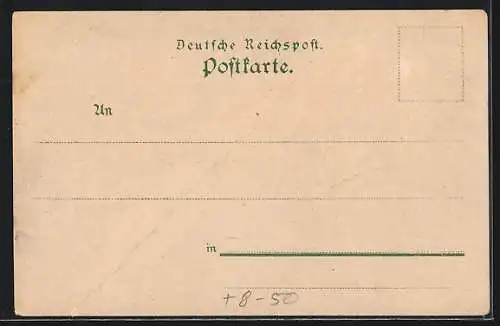 Deutſche Reichspoſt.
Poſtkarte.
An
in
+8-50